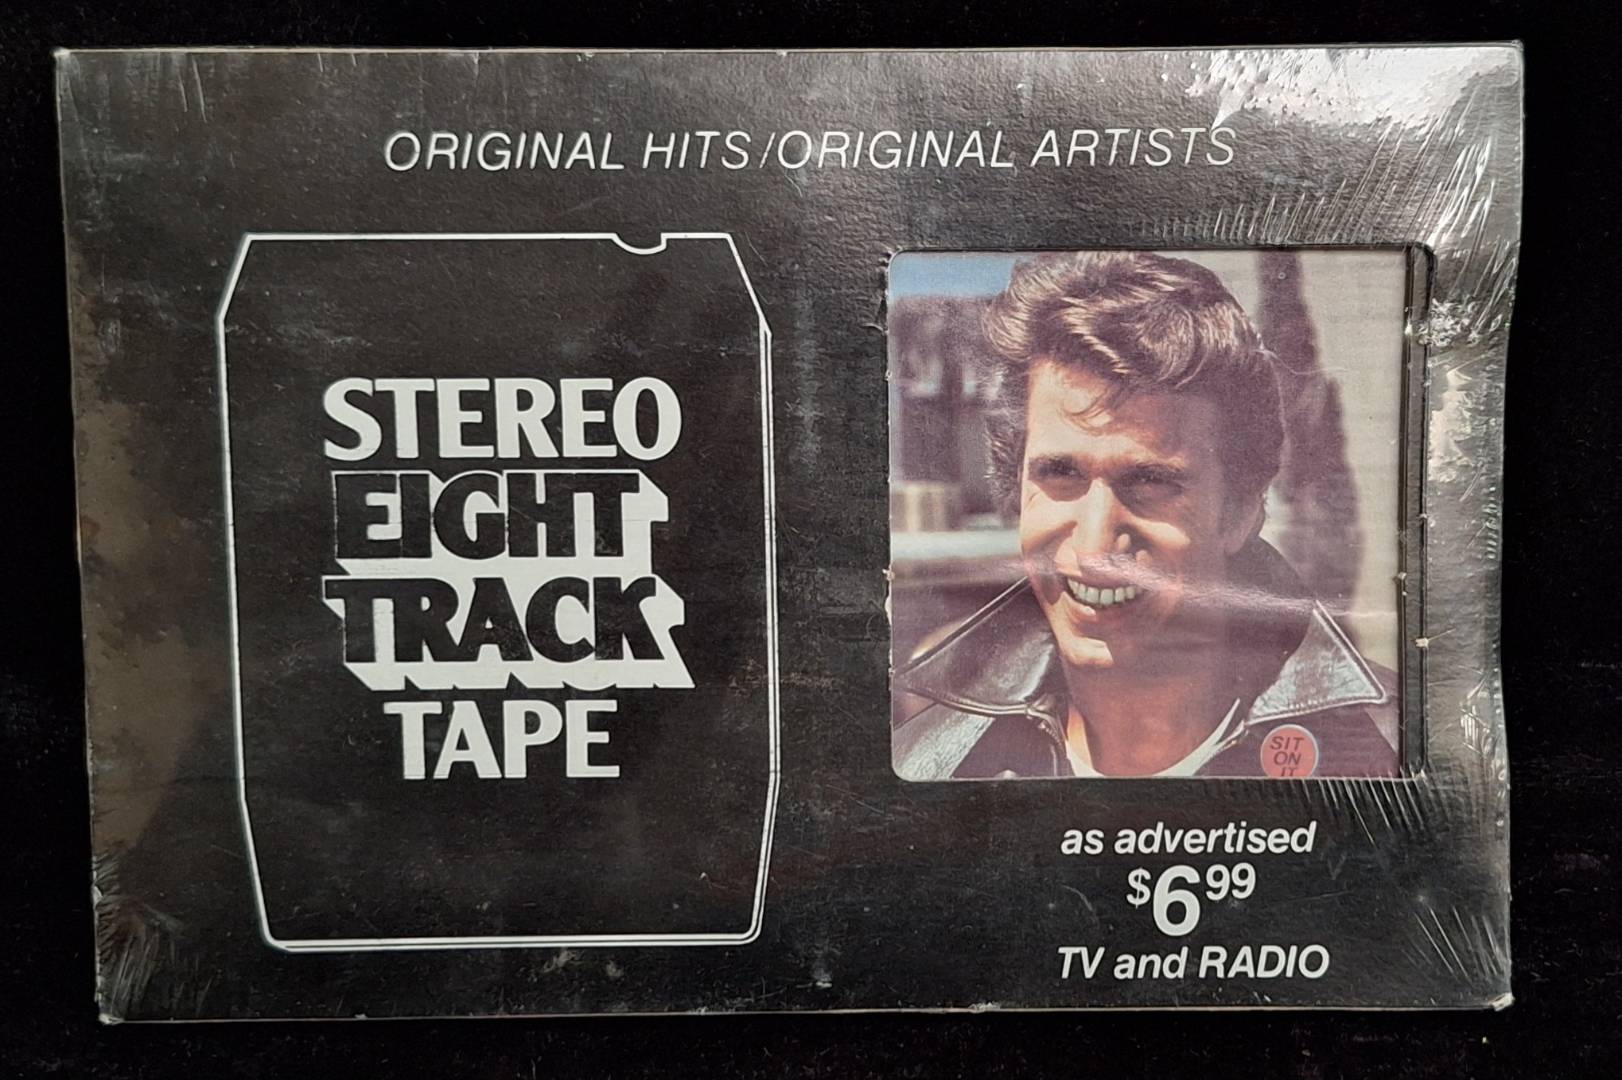 ORIGINAL HITS/ORIGINAL ARTISTS
STEREO
EIGHT
TRACK
TAPE
SIT
ON
IT
as advertised
$6.99
TV and RADIO